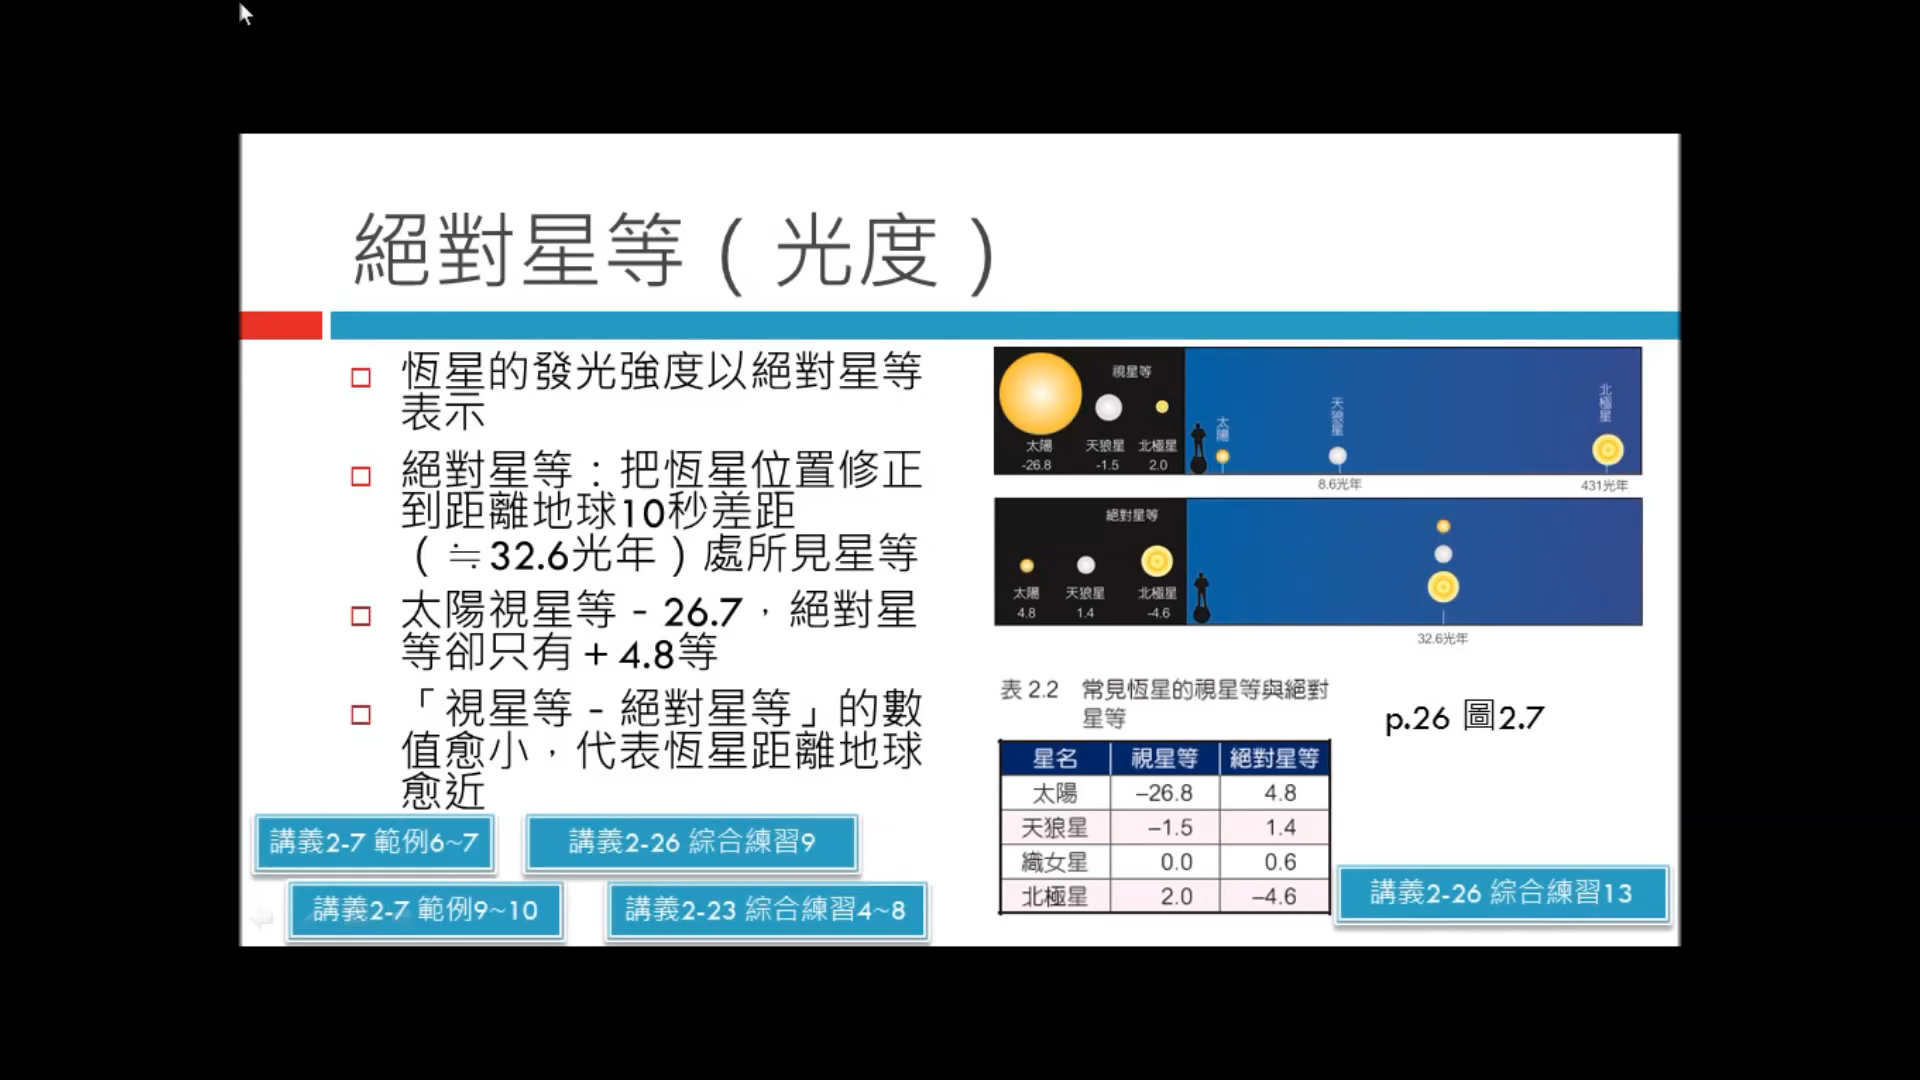 絕對星等（光度）
恆星的發光強度以絕對星等
表示
絕對星等：把恆星位置修正
到距離地球10秒差距
（≒32.6光年）處所見星等
太陽視星等－26.7，絕對星
等卻只有＋4.8等
「視星等－絕對星等」的數
值愈小，代表恆星距離地球
愈近
講義2-7 範例6~7
講義2-26 綜合練習9
講義2-7 範例9~10
講義2-23 綜合練習4~8
視星等
太陽 天狼星 北極星
-26.8 -1.5 2.0
太陽
天狼星
北極星
8.6光年 431光年
絕對星等
太陽 天狼星 北極星
4.8 1.4 -4.6
32.6光年
表 2.2 常見恆星的視星等與絕對
星等
p.26 圖2.7
星名 視星等 絕對星等
太陽 –26.8 4.8
天狼星 –1.5 1.4
織女星 0.0 0.6
北極星 2.0 –4.6
講義2-26 綜合練習13